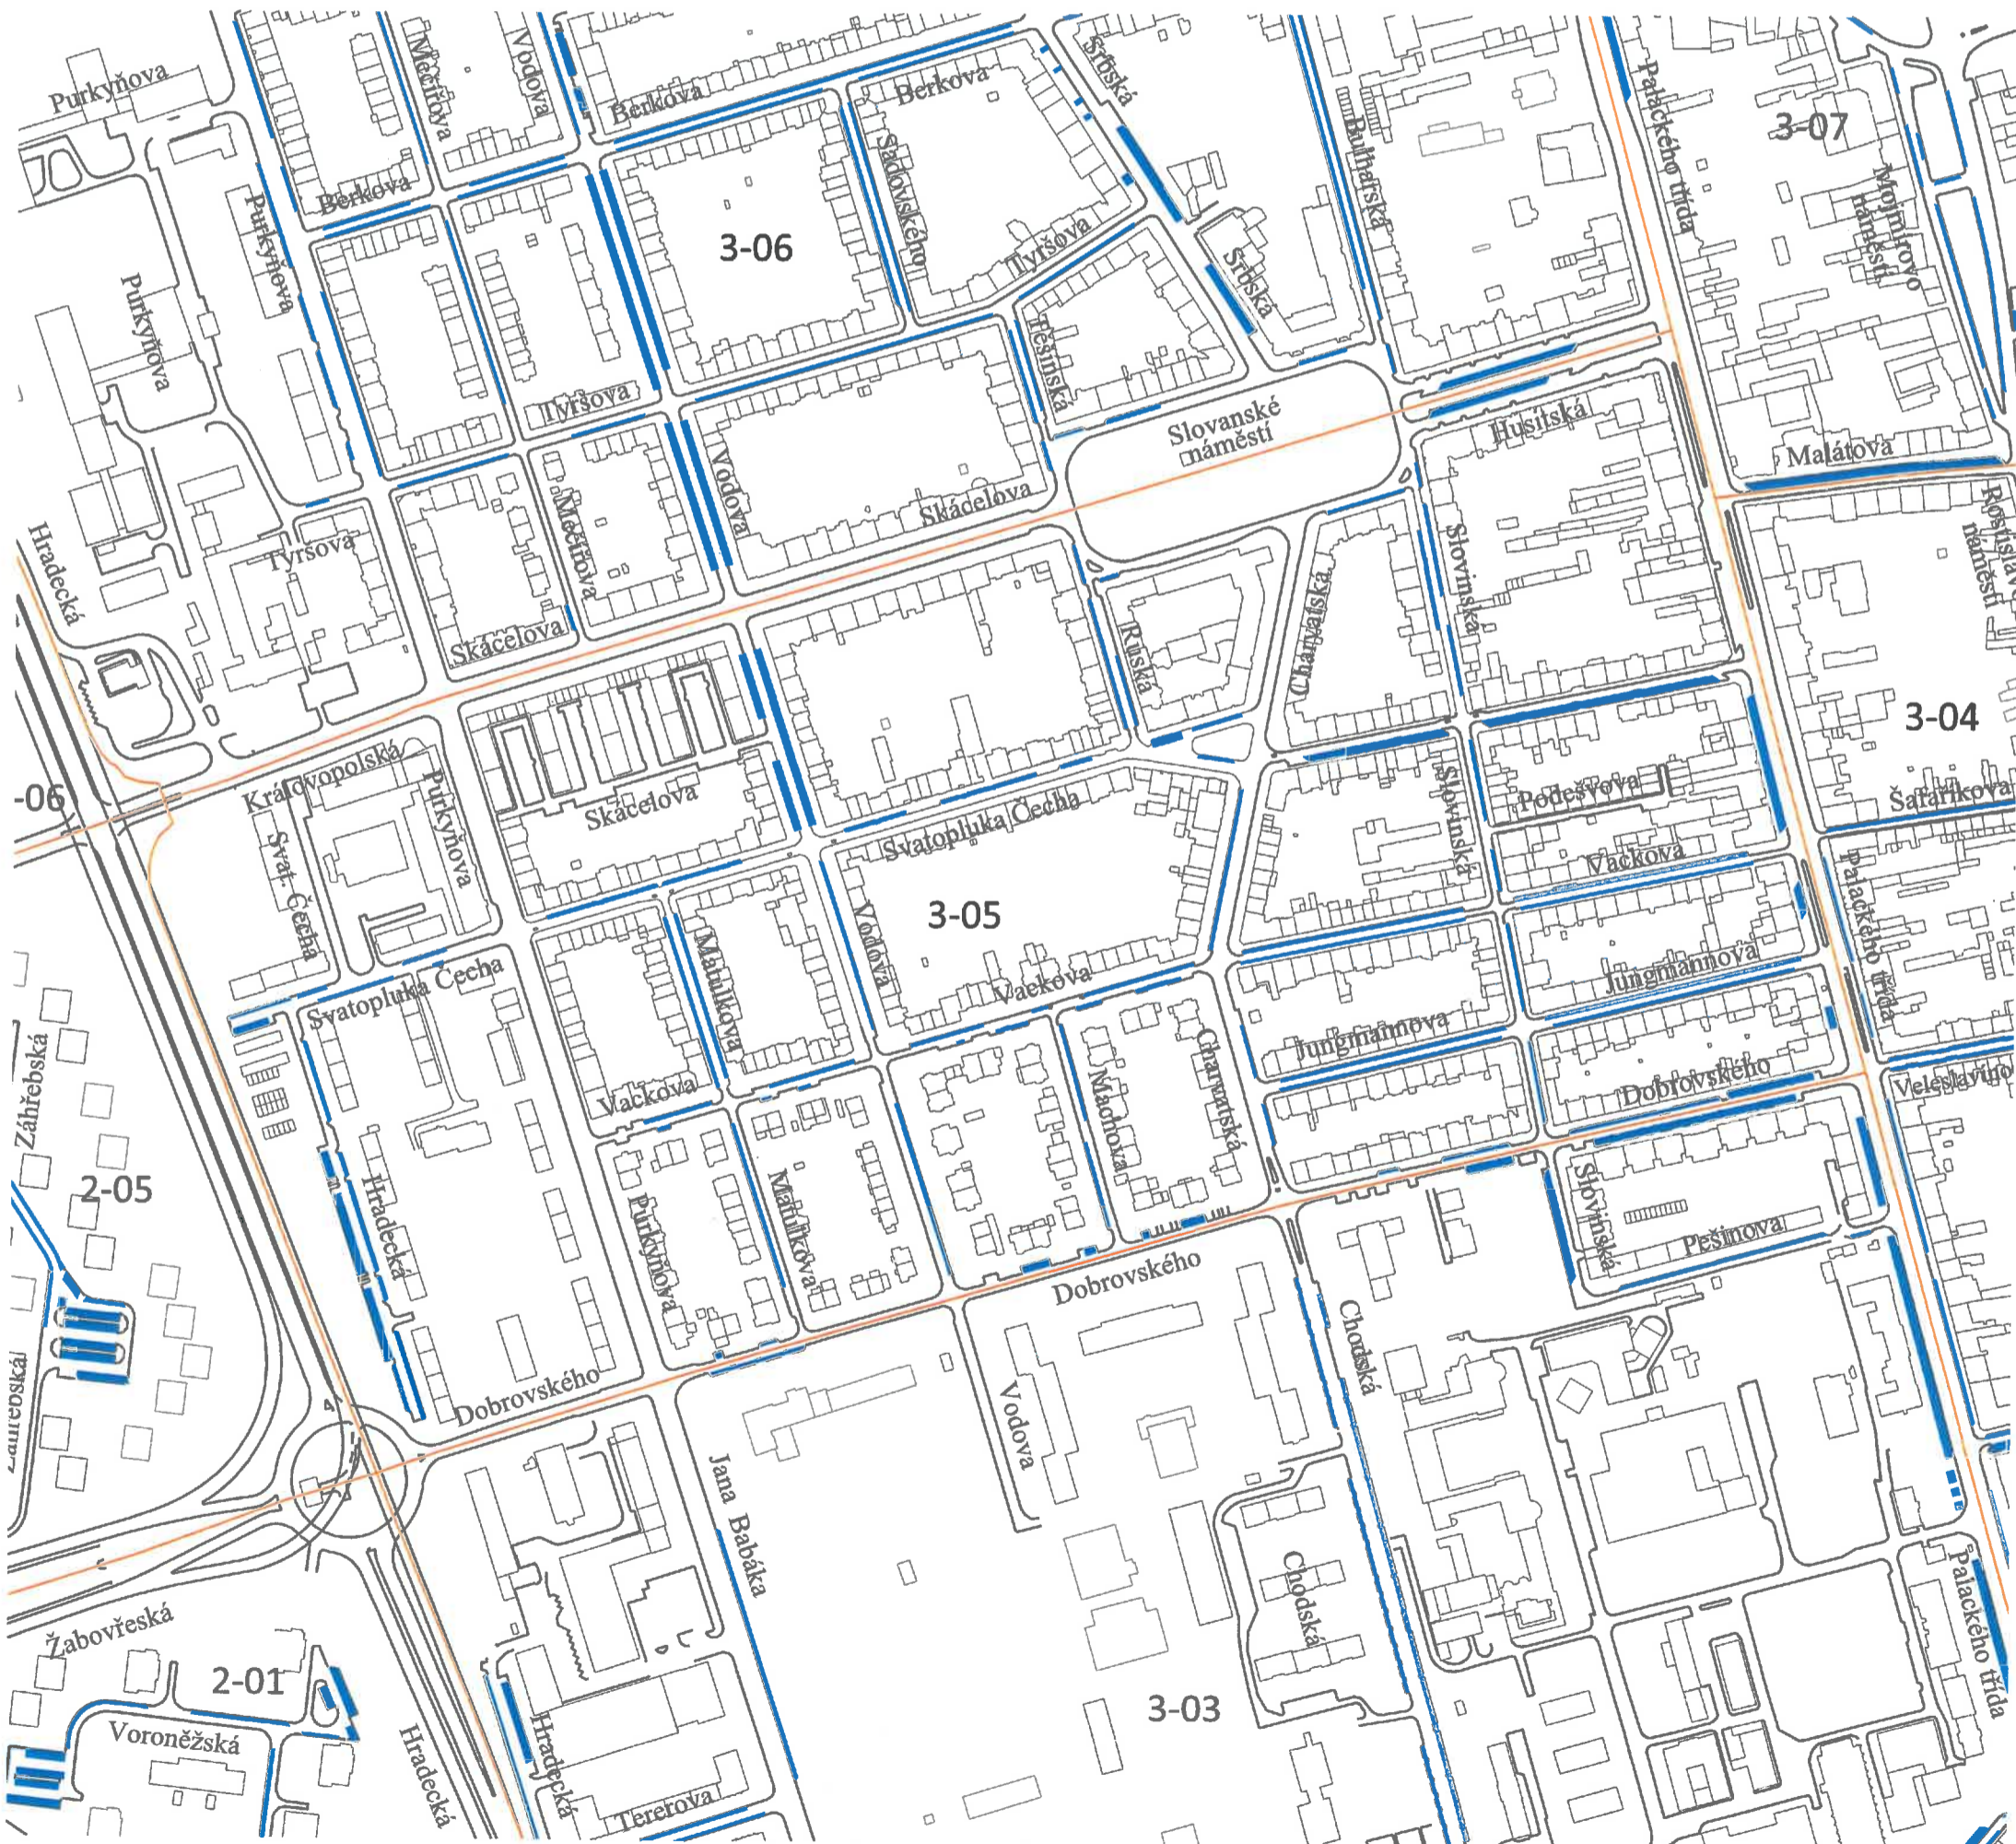 Purkyňova
Mečířova
Vodova
Berkova
Berkova
Srbská
Bulharská
Palackého třída
3-07
Mojmírovo
náměstí
Berkova
Purkyňova
Sadovského
3-06
Tyršova
Srbská
Purkyňova
Těšínská
Tyršova
Slovanské
náměstí
Husitská
Malátova
Vodova
Skácelova
Mečířova
Hradecká
Tyršova
Slovinská
náměstí
Charvatská
Ruská
Skácelova
3-04
Královopolská
Purkyňova
-06
Skácelova
Svatopluka Čecha
Slovinská
Poděšvova
Šafaříkova
Vackova
Svat. Čecha
3-05
Vodova
Matulkova
Palackého třída
Svatopluka Čecha
Vackova
Jungmannova
Jungmannova
Charvatská
Záhřebská
Vackova
Machova
Dobrovského
Veleslavíno
2-05
Hradecká
Purkyňova
Matulkova
Slovinská
Pešinova
Dobrovského
Chodská
Záhřebská
Dobrovského
Vodova
Jana Babáka
Chodská
Palackého třída
Žabovřeská
2-01
3-03
Voroněžská
Hradecká
Hradecká
Tererova